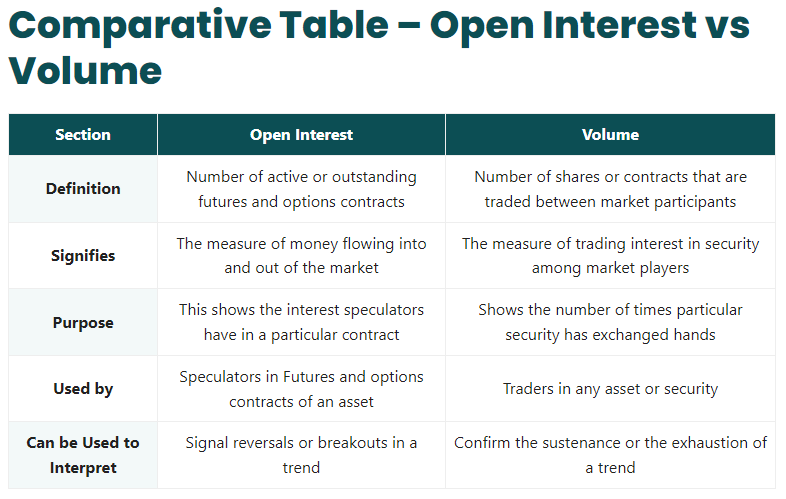 Comparative Table – Open Interest vs
Volume
Section
Open Interest
Volume
Definition
Number of active or outstanding
futures and options contracts
Number of shares or contracts that are
traded between market participants
Signifies
The measure of money flowing into
and out of the market
The measure of trading interest in security
among market players
Purpose
This shows the interest speculators
have in a particular contract
Shows the number of times particular
security has exchanged hands
Used by
Speculators in Futures and options
contracts of an asset
Traders in any asset or security
Can be Used to
Interpret
Signal reversals or breakouts in a
trend
Confirm the sustenance or the exhaustion of
a trend